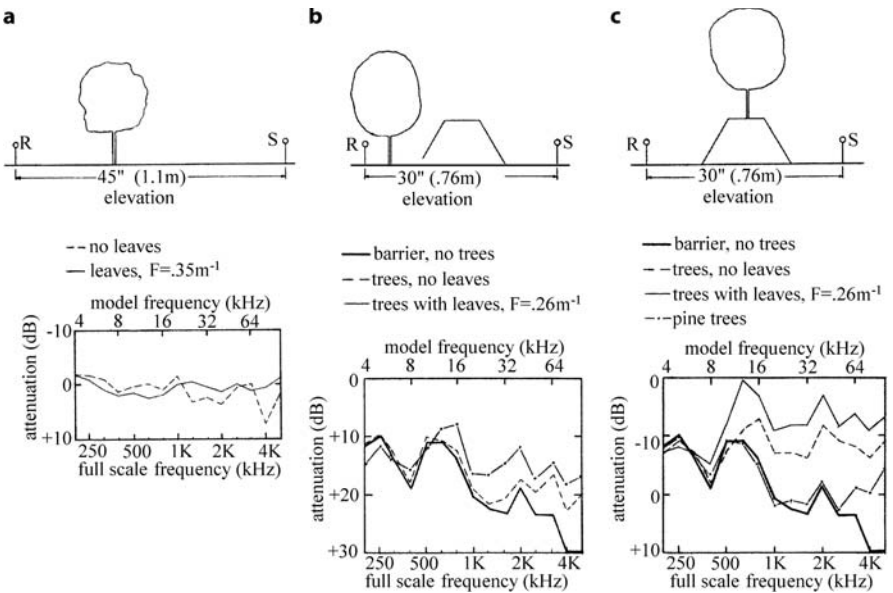 a
R
S
45" (1.1m)
elevation
no leaves
leaves, F=.35m⁻¹
model frequency (kHz)
4 8 16 32 64
-10
0
+10
attenuation (dB)
250 1K 2K 4K
full scale frequency (kHz)
b
R
S
30" (.76m)
elevation
barrier, no trees
trees, no leaves
trees with leaves, F=.26m⁻¹
model frequency (kHz)
4 8 16 32 64
0
+10
+20
+30
attenuation (dB)
250 500 1K 2K 4K
full scale frequency (kHz)
c
R
S
30" (.76m)
elevation
barrier, no trees
trees, no leaves
trees with leaves, F=.26m⁻¹
pine trees
model frequency (kHz)
4 8 16 32 64
0
-10
0
+10
attenuation (dB)
250 500 1K 2K 4K
full scale frequency (kHz)